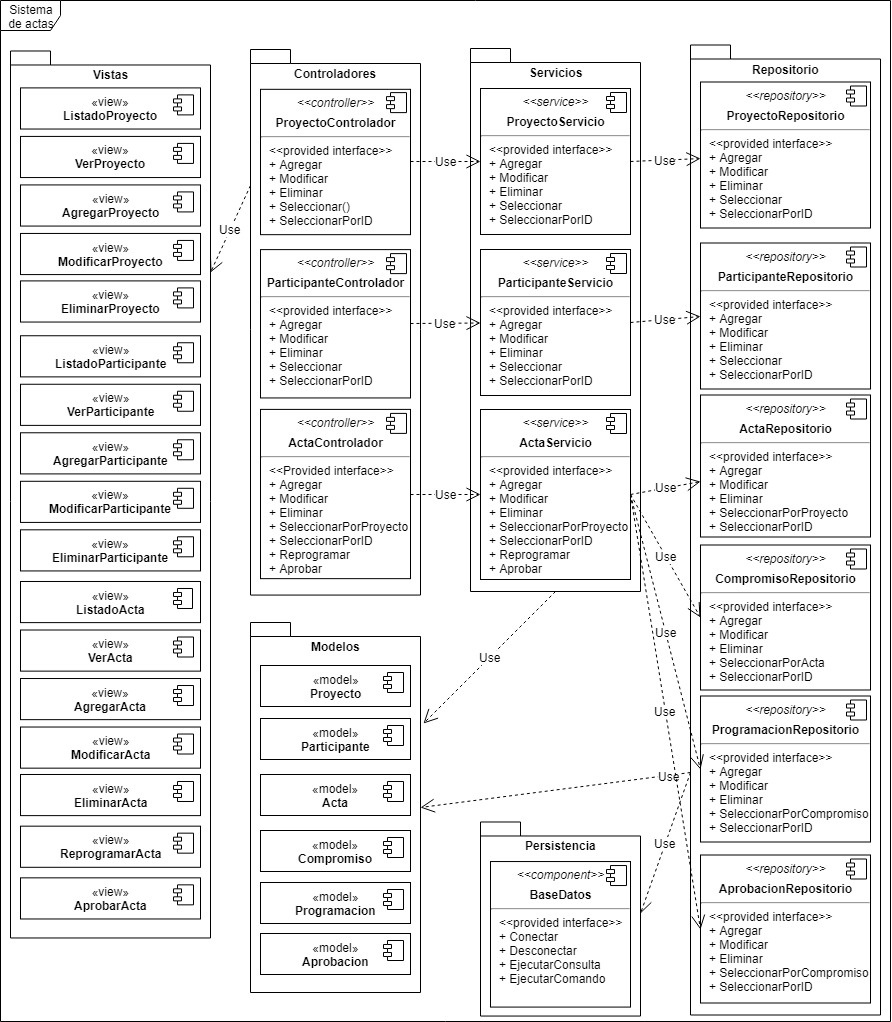 Sistema
de actas
Vistas
«view»
ListadoProyecto
«view»
VerProyecto
«view»
AgregarProyecto
«view»
ModificarProyecto
«view»
EliminarProyecto
«view»
ListadoParticipante
«view»
VerParticipante
«view»
AgregarParticipante
«view»
ModificarParticipante
«view»
EliminarParticipante
«view»
ListadoActa
«view»
VerActa
«view»
AgregarActa
«view»
ModificarActa
«view»
EliminarActa
«view»
ReprogramarActa
«view»
AprobarActa
Use
Controladores
<<controller>>
ProyectoControlador
<<provided interface>>
+ Agregar
+ Modificar
+ Eliminar
+ Seleccionar()
+ SeleccionarPorID
<<controller>>
ParticipanteControlador
<<provided interface>>
+ Agregar
+ Modificar
+ Eliminar
+ Seleccionar
+ SeleccionarPorID
<<controller>>
ActaControlador
<<Provided interface>>
+ Agregar
+ Modificar
+ Eliminar
+ SeleccionarPorProyecto
+ SeleccionarPorID
+ Reprogramar
+ Aprobar
Use
Use
Use
Servicios
<<service>>
ProyectoServicio
<<provided interface>>
+ Agregar
+ Modificar
+ Eliminar
+ Seleccionar
+ SeleccionarPorID
<<service>>
ParticipanteServicio
<<provided interface>>
+ Agregar
+ Modificar
+ Eliminar
+ Seleccionar
+ SeleccionarPorID
<<service>>
ActaServicio
<<provided interface>>
+ Agregar
+ Modificar
+ Eliminar
+ SeleccionarPorProyecto
+ SeleccionarPorID
+ Reprogramar
+ Aprobar
Use
Use
Use
Use
Use
Use
Use
Use
Use
Repositorio
<<repository>>
ProyectoRepositorio
<<provided interface>>
+ Agregar
+ Modificar
+ Eliminar
+ Seleccionar
+ SeleccionarPorID
<<repository>>
ParticipanteRepositorio
<<provided interface>>
+ Agregar
+ Modificar
+ Eliminar
+ Seleccionar
+ SeleccionarPorID
<<repository>>
ActaRepositorio
<<provided interface>>
+ Agregar
+ Modificar
+ Eliminar
+ SeleccionarPorProyecto
+ SeleccionarPorID
<<repository>>
CompromisoRepositorio
<<provided interface>>
+ Agregar
+ Modificar
+ Eliminar
+ SeleccionarPorActa
+ SeleccionarPorID
<<repository>>
ProgramacionRepositorio
<<provided interface>>
+ Agregar
+ Modificar
+ Eliminar
+ SeleccionarPorCompromiso
+ SeleccionarPorID
<<repository>>
AprobacionRepositorio
<<provided interface>>
+ Agregar
+ Modificar
+ Eliminar
+ SeleccionarPorCompromiso
+ SeleccionarPorID
Modelos
«model»
Proyecto
«model»
Participante
«model»
Acta
«model»
Compromiso
«model»
Programacion
«model»
Aprobacion
Persistencia
<<component>>
BaseDatos
<<provided interface>>
+ Conectar
+ Desconectar
+ EjecutarConsulta
+ EjecutarComando